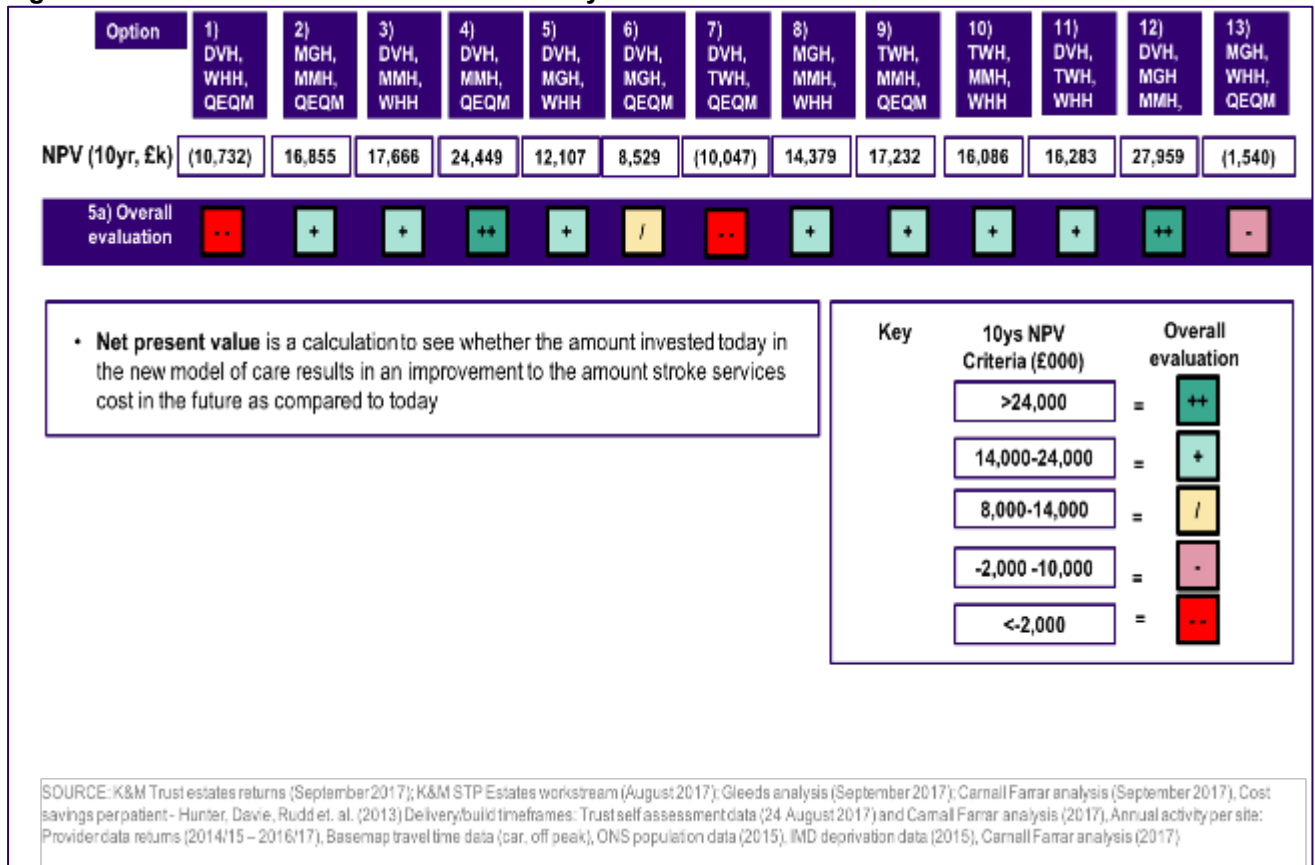 Option
1) DVH, WHH, QEQM
2) MGH, MMH, QEQM
3) DVH, MMH, WHH
4) DVH, MMH, QEQM
5) DVH, MGH, WHH
6) DVH, MGH, QEQM
7) DVH, TWH, QEQM
8) MGH, MMH, WHH
9) TWH, MMH, QEQM
10) TWH, MMH, WHH
11) DVH, TWH, WHH
12) DVH, MGH MMH,
13) MGH, WHH, QEQM
NPV (10yr, £k) (10,732) 16,855 17,666 24,449 12,107 8,529 (10,047) 14,379 17,232 16,086 16,283 27,959 (1,540)
5a) Overall
evaluation -- + + ++ + / -- + + + + ++ -
• Net present value is a calculation to see whether the amount invested today in
the new model of care results in an improvement to the amount stroke services
cost in the future as compared to today
Key 10ys NPV Overall
Criteria (£000) evaluation
>24,000 = ++
14,000-24,000 = +
8,000-14,000 = /
-2,000 -10,000 = -
<-2,000 = --
SOURCE: K&M Trust estates returns (September 2017); K&M STP Estates workstream (August 2017); Gleeds analysis (September 2017); Carnall Farrar analysis (September 2017), Cost
savings per patient - Hunter, Davie, Rudd et. al. (2013) Delivery/build timeframes: Trust self assessment data (24 August 2017) and Carnall Farrar analysis (2017), Annual activity per site:
Provider data returns (2014/15 – 2016/17), Basemap travel time data (car, off peak), ONS population data (2015), IMD deprivation data (2015), Carnall Farrar analysis (2017)